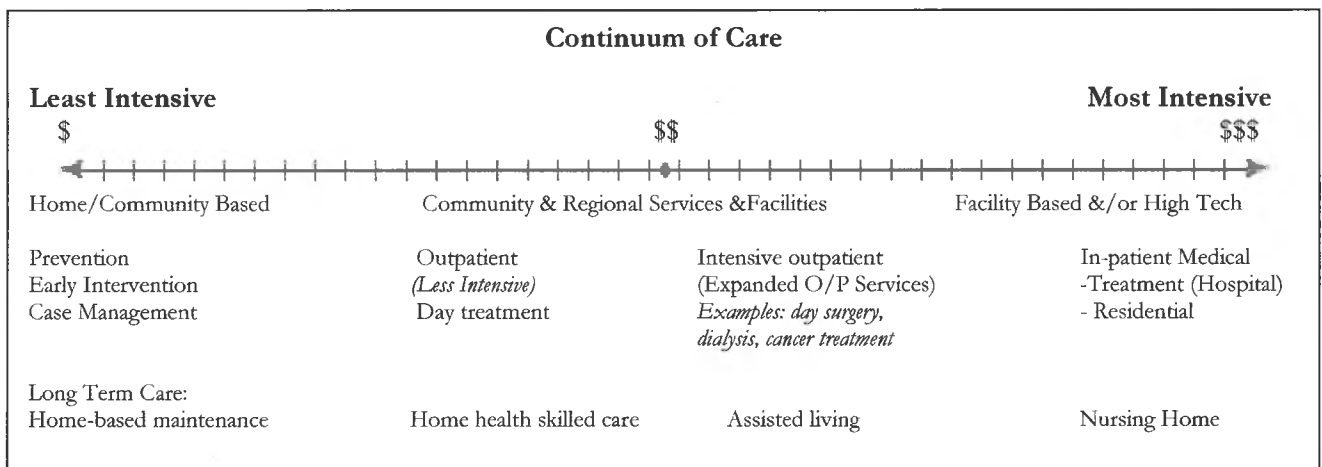 Continuum of Care
Least Intensive Most Intensive
$ $$ $$$
Home/Community Based Community & Regional Services &Facilities Facility Based &/or High Tech
Prevention Outpatient Intensive outpatient In-patient Medical
Early Intervention (Less Intensive) (Expanded O/P Services) -Treatment (Hospital)
Case Management Day treatment Examples: day surgery, - Residential
dialysis, cancer treatment
Long Term Care:
Home-based maintenance Home health skilled care Assisted living Nursing Home